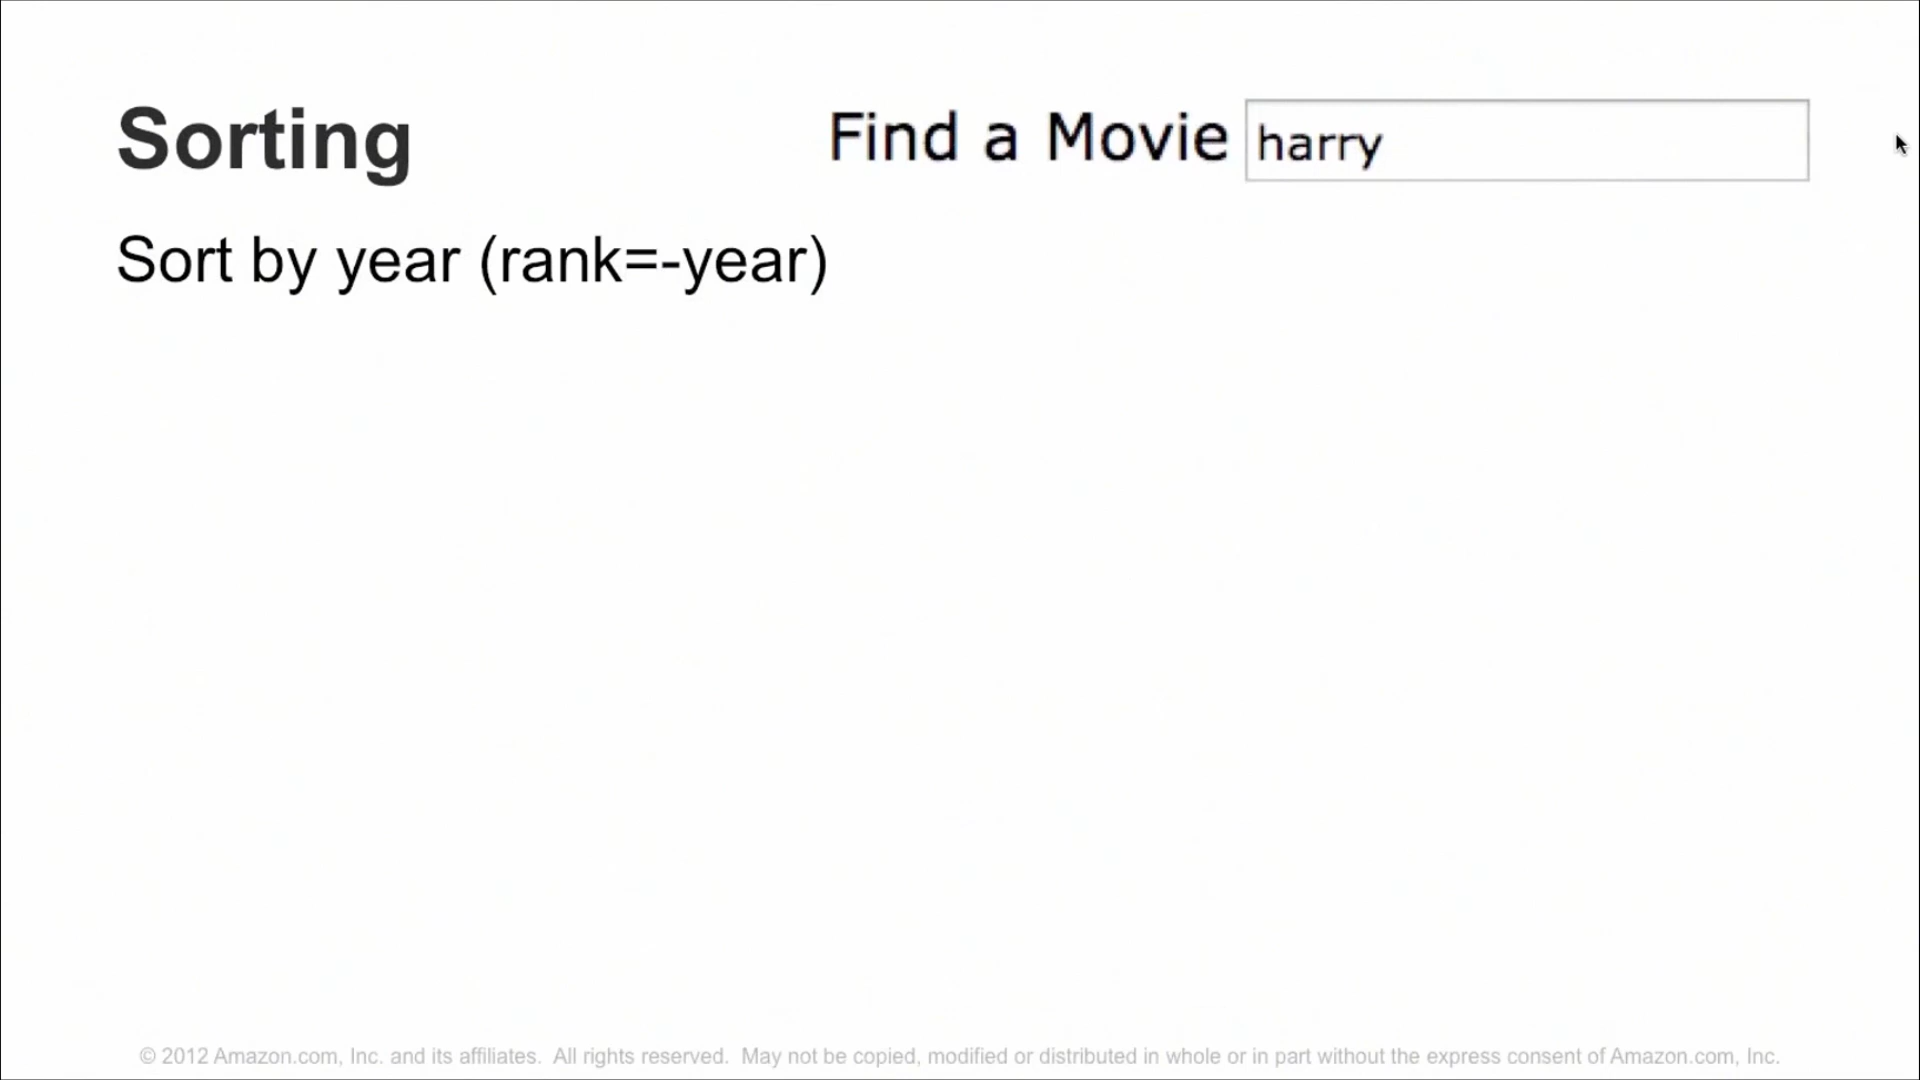 Sorting
Find a Movie harry
Sort by year (rank=-year)
© 2012 Amazon.com, Inc. and its affiliates. All rights reserved. May not be copied, modified or distributed in whole or in part without the express consent of Amazon.com, Inc.